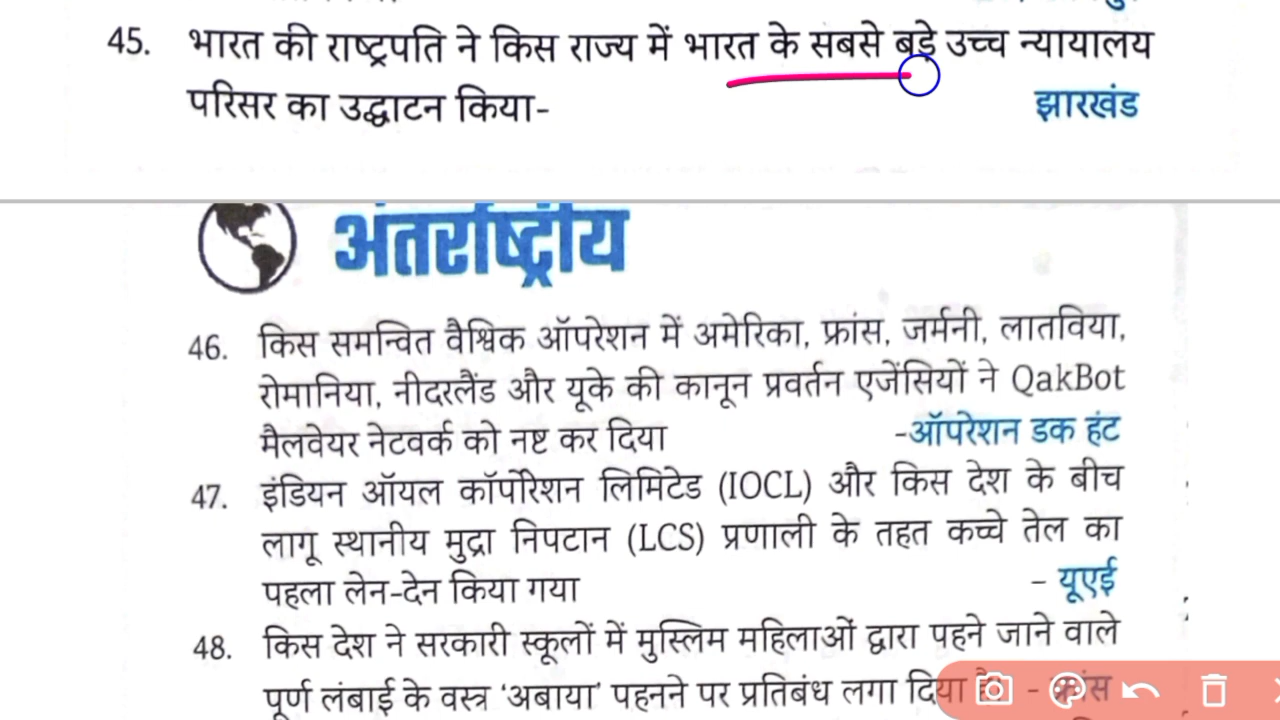 45. भारत की राष्ट्रपति ने किस राज्य में भारत के सबसे बड़े उच्च न्यायालय
परिसर का उद्घाटन किया- झारखंड
अंतर्राष्ट्रीय
46. किस समन्वित वैश्विक ऑपरेशन में अमेरिका, फ्रांस, जर्मनी, लातविया,
रोमानिया, नीदरलैंड और यूके की कानून प्रवर्तन एजेंसियों ने QakBot
मैलवेयर नेटवर्क को नष्ट कर दिया -ऑपरेशन डक हंट
47. इंडियन ऑयल कॉर्पोरेशन लिमिटेड (IOCL) और किस देश के बीच
लागू स्थानीय मुद्रा निपटान (LCS) प्रणाली के तहत कच्चे तेल का
पहला लेन-देन किया गया - यूएई
48. किस देश ने सरकारी स्कूलों में मुस्लिम महिलाओं द्वारा पहने जाने वाले
पूर्ण लंबाई के वस्त्र 'अबाया' पहनने पर प्रतिबंध लगा दिया है - फ्रांस